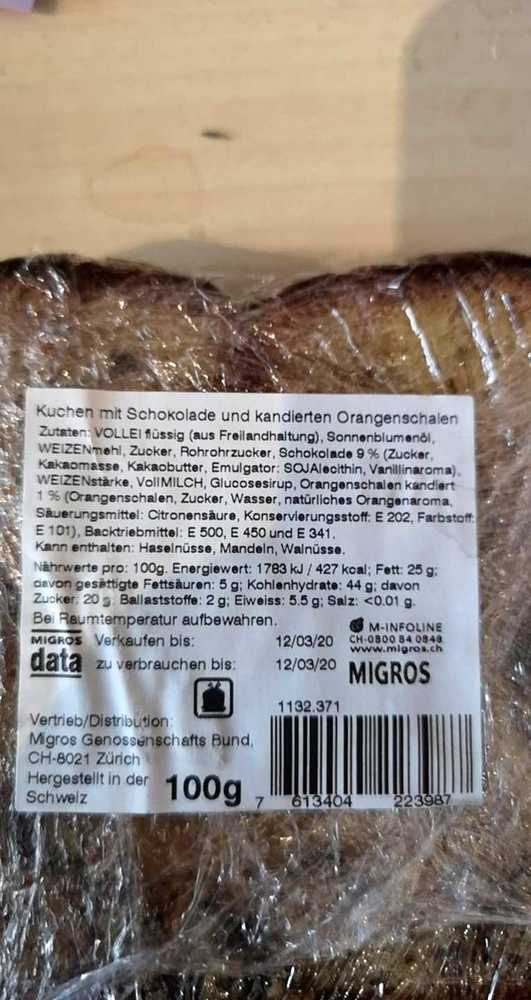 Kuchen mit Schokolade und kandierten Orangenschalen
Zutaten: VOLLEI flüssig (aus Freilandhaltung), Sonnenblumenöl,
WEIZENmehl, Zucker, Rohrohrzucker, Schokolade 9 % (Zucker,
Kakaomasse, Kakaobutter, Emulgator: SOJAlecithin, Vanillinaroma),
WEIZENstärke, VollMILCH, Glucosesirup, Orangenschalen kandiert
1 % (Orangenschalen, Zucker, Wasser, natürliches Orangenaroma,
Säuerungsmittel: Citronensäure, Konservierungsstoff: E 202, Farbstoff:
E 101), Backtriebmittel: E 500, E 450 und E 341.
Kann enthalten: Haselnüsse, Mandeln, Walnüsse.
Nährwerte pro: 100g. Energiewert: 1783 kJ / 427 kcal; Fett: 25 g;
davon gesättigte Fettsäuren: 5 g; Kohlenhydrate: 44 g; davon
Zucker: 20 g; Ballaststoffe: 2 g; Eiweiss: 5.5 g; Salz: <0.01 g.
Bei Raumtemperatur aufbewahren.
MIGROS data
Verkaufen bis: 12/03/20
zu verbrauchen bis: 12/03/20
M-INFOLINE
CH-0800 84 0848
www.migros.ch
MIGROS
Vertrieb/Distribution:
Migros Genossenschafts Bund,
CH-8021 Zürich
Hergestellt in der
Schweiz
100g
1132.371
7 613404 223987